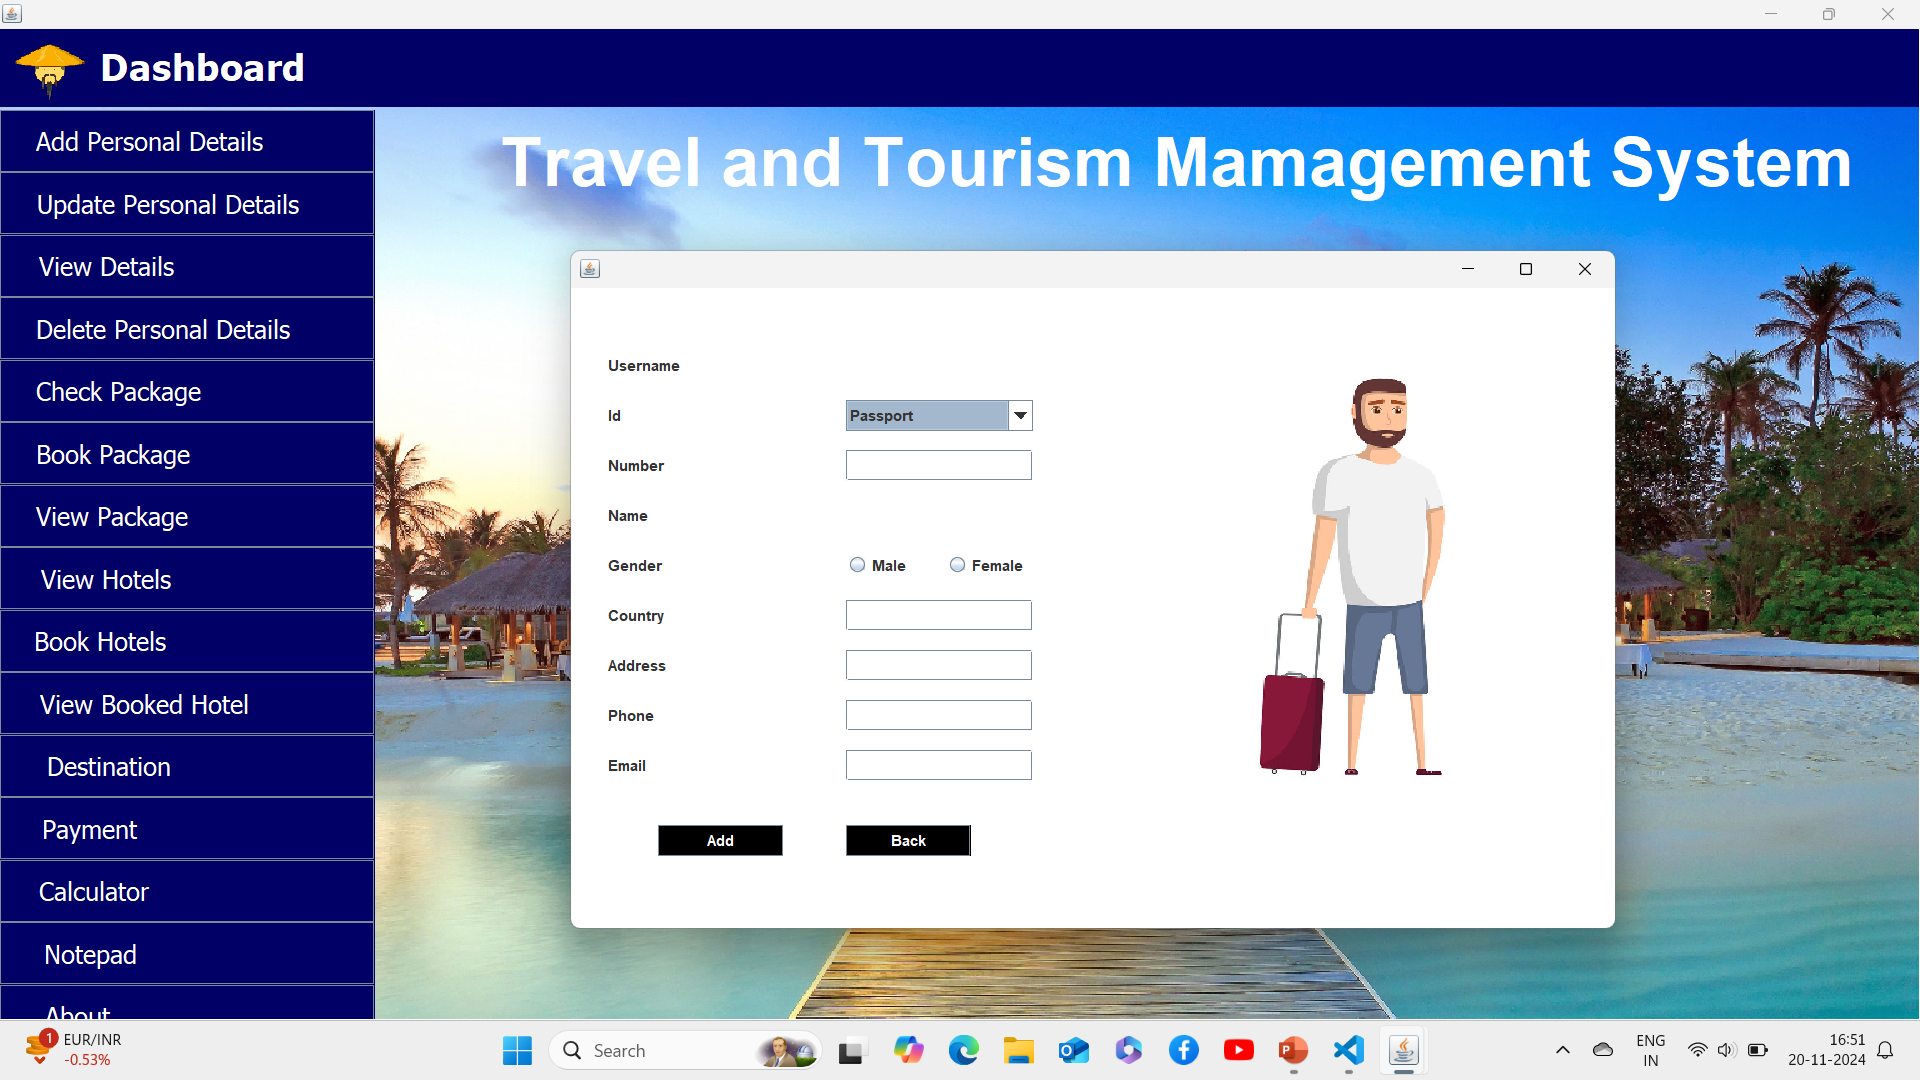 Dashboard
Add Personal Details
Update Personal Details
View Details
Delete Personal Details
Check Package
Book Package
View Package
View Hotels
Book Hotels
View Booked Hotel
Destination
Payment
Calculator
Notepad
About
Travel and Tourism Mamagement System
Username
Id Passport
Number
Name
Gender Male Female
Country
Address
Phone
Email
Add Back
1 EUR/INR
-0.53%
Search
ENG
IN
16:51
20-11-2024